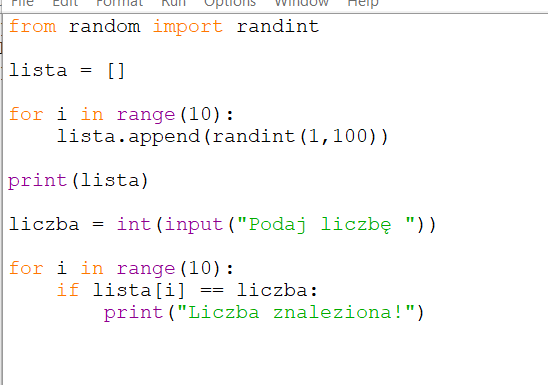 File Edit Format Run Options Window Help
from random import randint
lista = []
for i in range(10):
    lista.append(randint(1,100))
print(lista)
liczba = int(input("Podaj liczbę "))
for i in range(10):
    if lista[i] == liczba:
        print("Liczba znaleziona!")